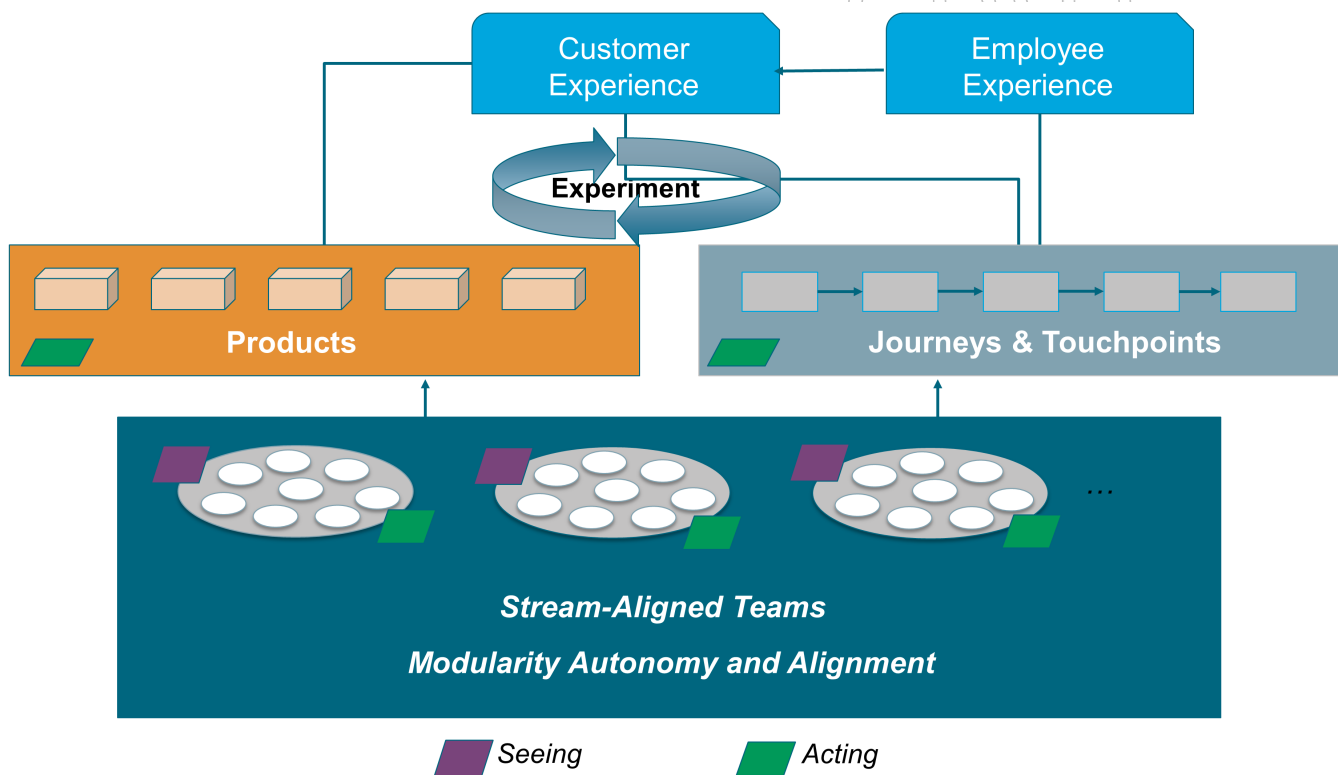 Customer
Experience
Employee
Experience
Experiment
Products
Journeys & Touchpoints
...
Stream-Aligned Teams
Modularity Autonomy and Alignment
Seeing
Acting